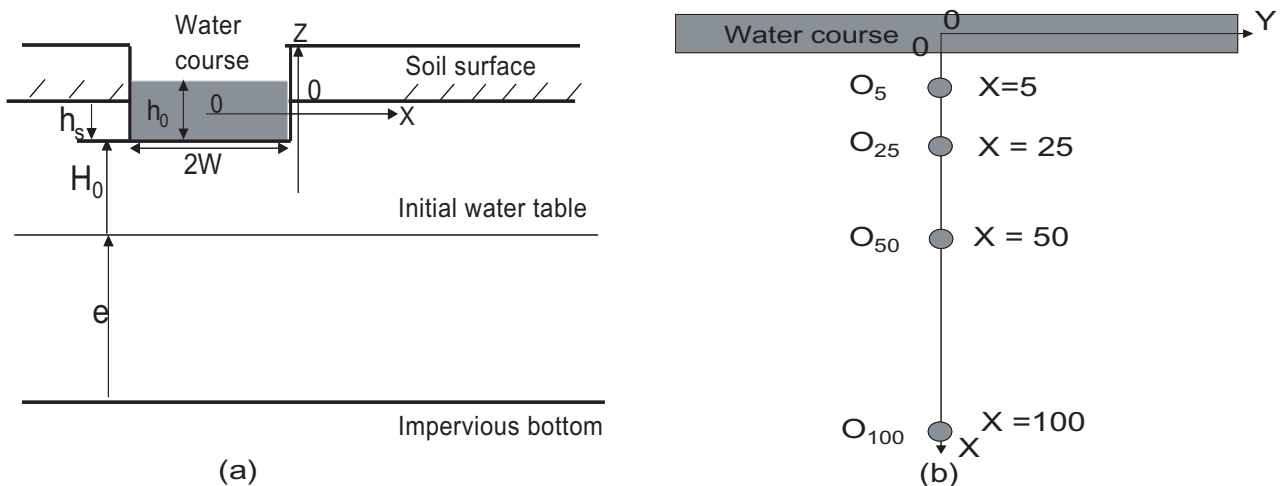 Water
course
Z
Soil surface
0
0
X
h₀
hₛ
2W
H₀
Initial water table
e
Impervious bottom
(a)
0
Y
Water course
0
O₅
X=5
O₂₅
X = 25
O₅₀
X = 50
O₁₀₀
X =100
X
(b)